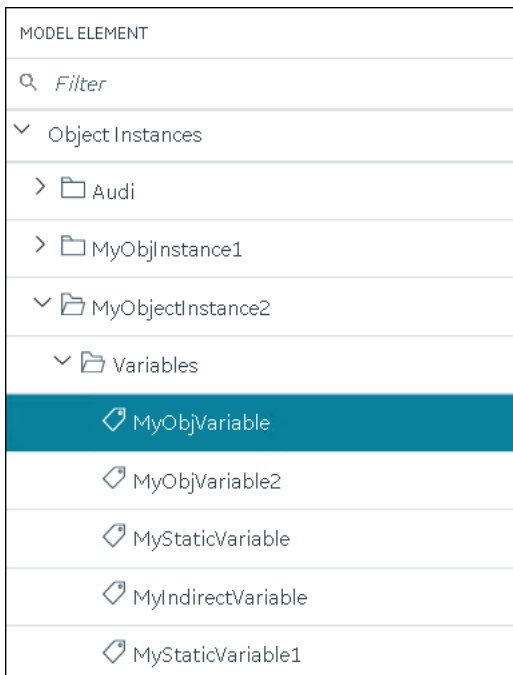 MODEL ELEMENT
Filter
Object Instances
Audi
MyObjInstance1
MyObjectInstance2
Variables
MyObjVariable
MyObjVariable2
MyStaticVariable
MyIndirectVariable
MyStaticVariable1